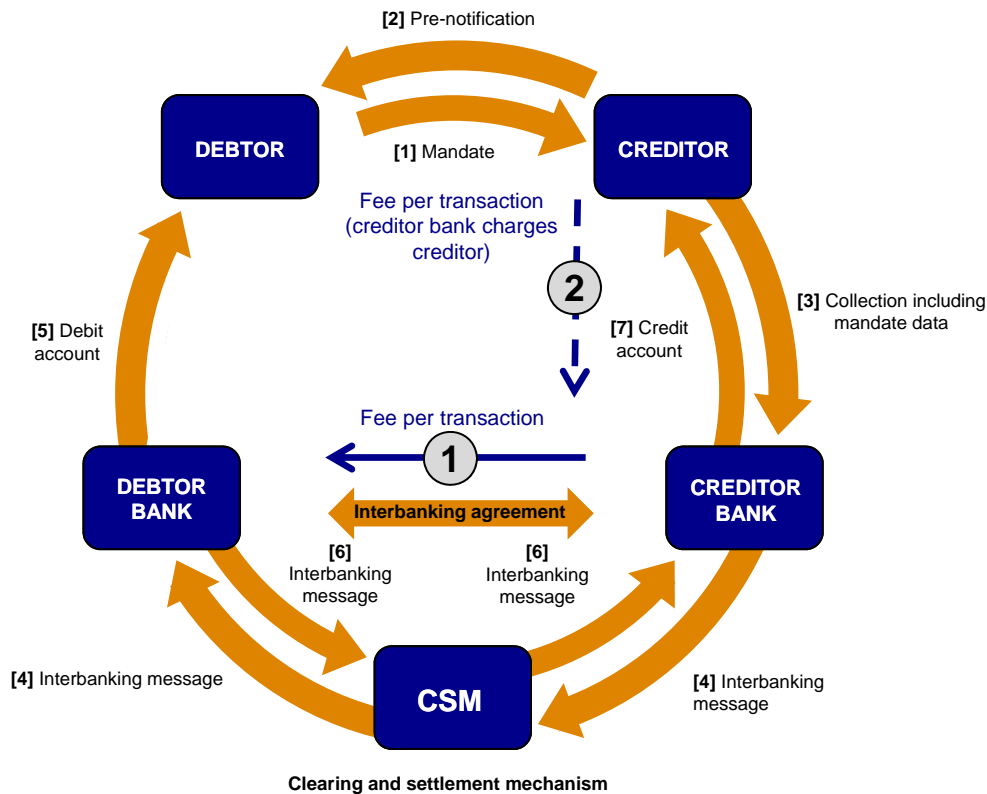 [2] Pre-notification
DEBTOR
CREDITOR
[1] Mandate
Fee per transaction
(creditor bank charges
creditor)
2
[3] Collection including
mandate data
[5] Debit
account
[7] Credit
account
Fee per transaction
1
DEBTOR
BANK
CREDITOR
BANK
Interbanking agreement
[6]
Interbanking
message
[6]
Interbanking
message
[4] Interbanking message
CSM
[4] Interbanking
message
Clearing and settlement mechanism